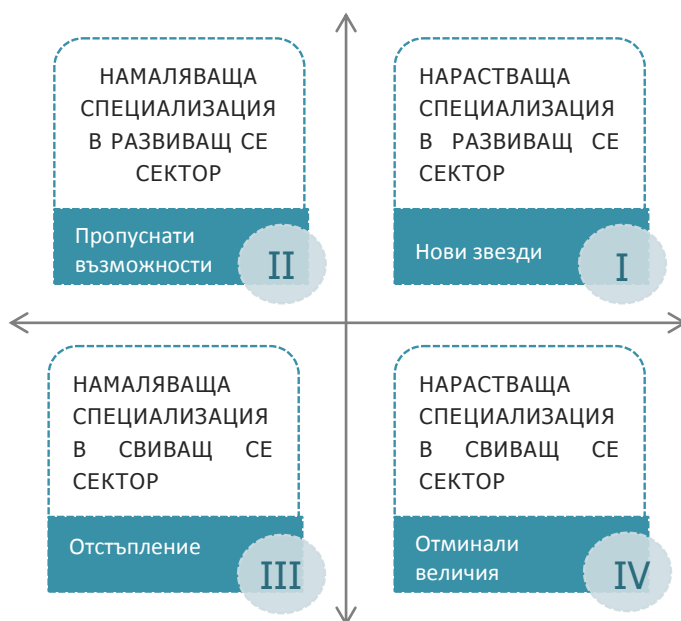 НАМАЛЯВАЩА
СПЕЦИАЛИЗАЦИЯ
В РАЗВИВАЩ СЕ
СЕКТОР
Пропуснати
възможности
II
НАРАСТВАЩА
СПЕЦИАЛИЗАЦИЯ
В РАЗВИВАЩ СЕ
СЕКТОР
Нови звезди
I
НАМАЛЯВАЩА
СПЕЦИАЛИЗАЦИЯ
В СВИВАЩ СЕ
СЕКТОР
Отстъпление
III
НАРАСТВАЩА
СПЕЦИАЛИЗАЦИЯ
В СВИВАЩ СЕ
СЕКТОР
Отминали
величия
IV